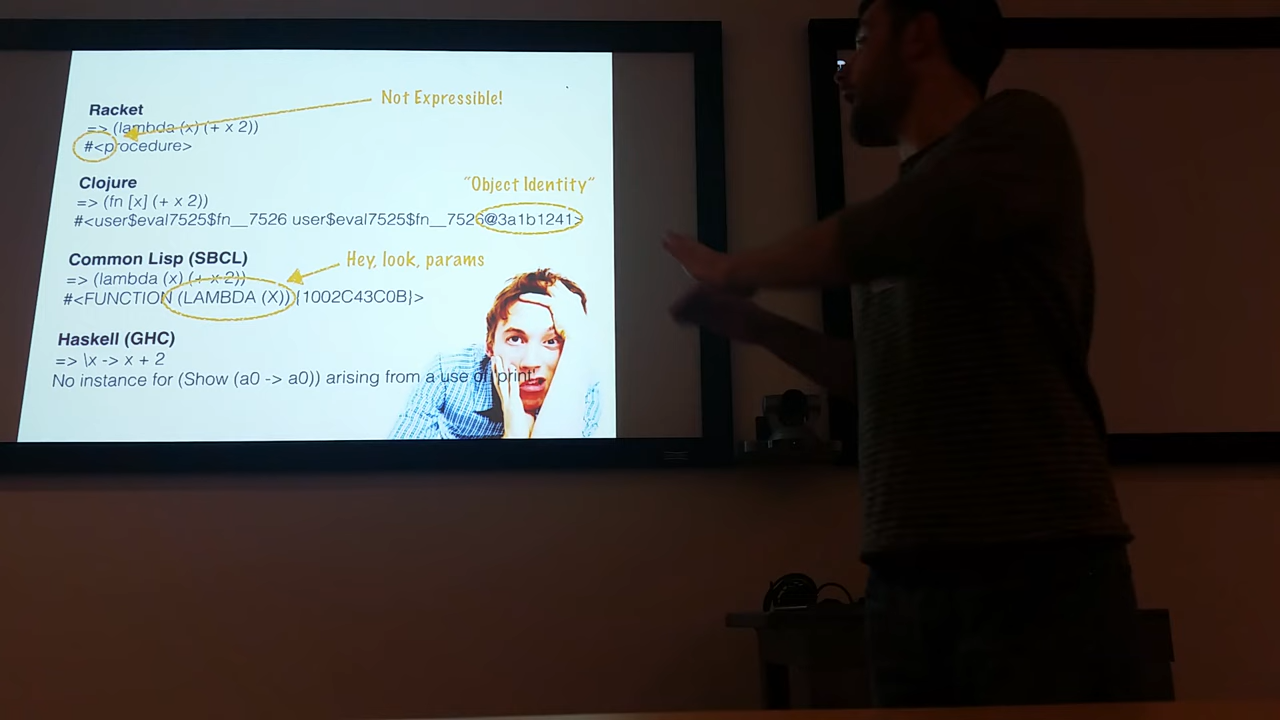 Racket
Not Expressible!
=> (lambda (x) (+ x 2))
#<procedure>
Clojure
"Object Identity"
=> (fn [x] (+ x 2))
#<user$eval7525$fn__7526 user$eval7525$fn__7526@3a1b1241>
Common Lisp (SBCL)
Hey, look, params
=> (lambda (x) (+ x 2))
#<FUNCTION (LAMBDA (X)) {1002C43C0B}>
Haskell (GHC)
=> \x -> x + 2
No instance for (Show (a0 -> a0)) arising from a use of `print'